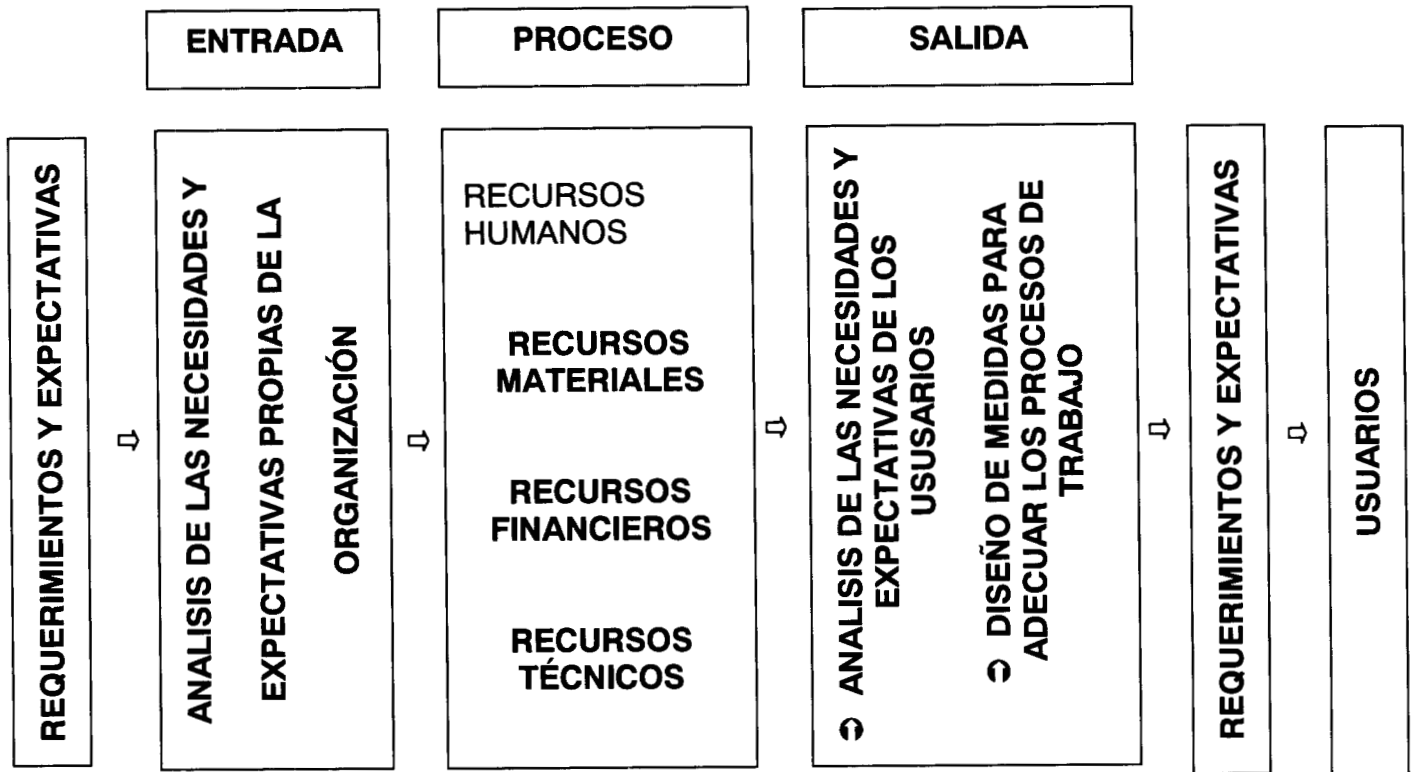 ENTRADA
PROCESO
SALIDA
REQUERIMIENTOS Y EXPECTATIVAS
ANALISIS DE LAS NECESIDADES Y
EXPECTATIVAS PROPIAS DE LA
ORGANIZACIÓN
RECURSOS
HUMANOS
RECURSOS
MATERIALES
RECURSOS
FINANCIEROS
RECURSOS
TÉCNICOS
ANALISIS DE LAS NECESIDADES Y
EXPECTATIVAS DE LOS
USUSARIOS
DISEÑO DE MEDIDAS PARA
ADECUAR LOS PROCESOS DE
TRABAJO
REQUERIMIENTOS Y EXPECTATIVAS
USUARIOS